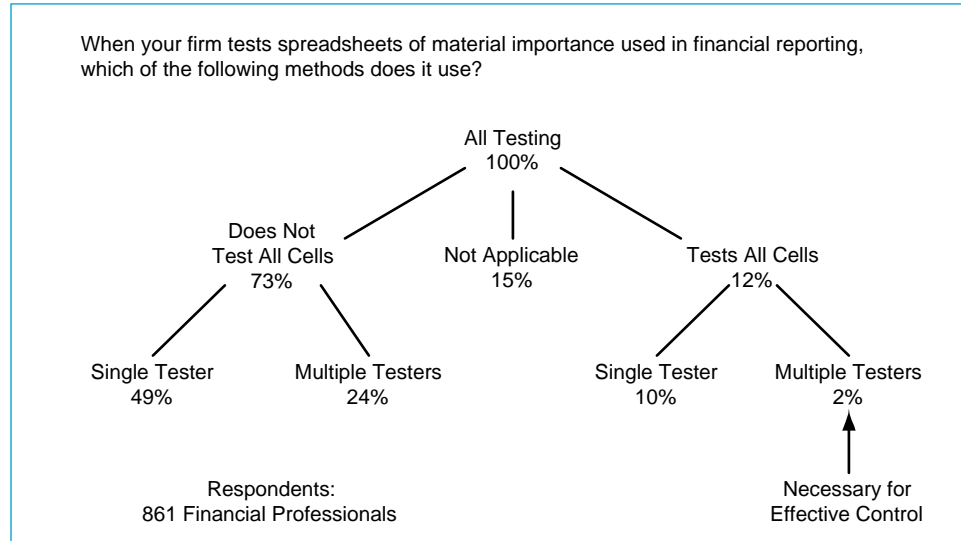 When your firm tests spreadsheets of material importance used in financial reporting,
which of the following methods does it use?
All Testing
100%
Does Not
Test All Cells
73%
Not Applicable
15%
Tests All Cells
12%
Single Tester
49%
Multiple Testers
24%
Single Tester
10%
Multiple Testers
2%
Respondents:
861 Financial Professionals
Necessary for
Effective Control